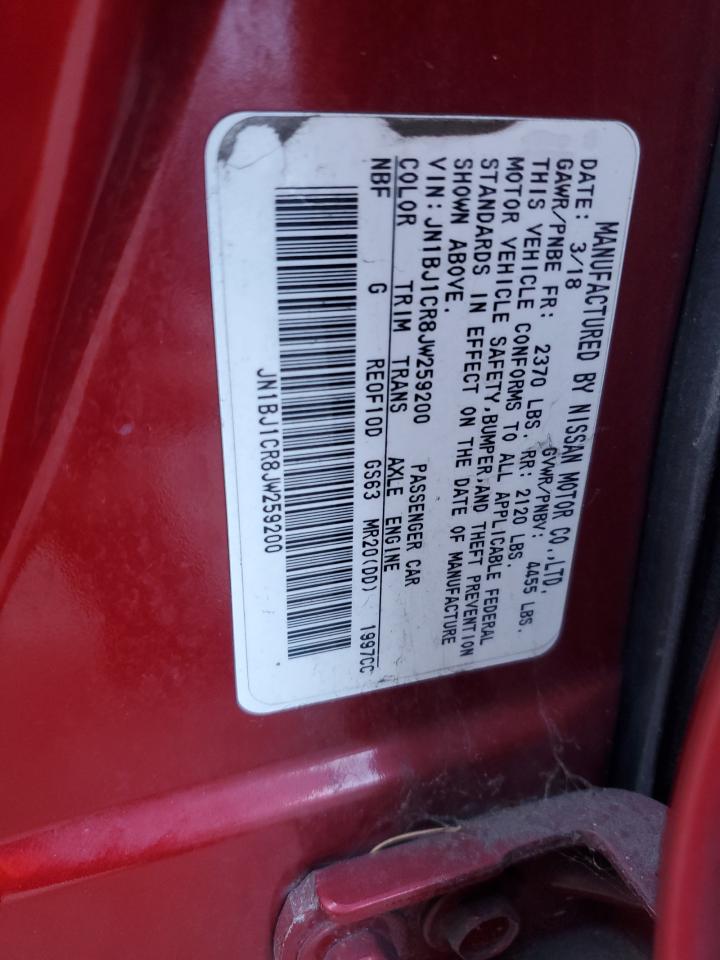 MANUFACTURED BY NISSAN MOTOR CO.,LTD.
DATE: 3/18 GVWR/PNBV: 4455 LBS.
GAWR/PNBE FR: 2370 LBS. RR: 2120 LBS.
THIS VEHICLE CONFORMS TO ALL APPLICABLE FEDERAL
MOTOR VEHICLE SAFETY,BUMPER,AND THEFT PREVENTION
STANDARDS IN EFFECT ON THE DATE OF MANUFACTURE
SHOWN ABOVE.
VIN: JN1BJ1CR8JW259200 PASSENGER CAR
COLOR TRIM TRANS AXLE ENGINE
NBF G RE0F10D GS63 MR20(DD) 1997CC
JN1BJ1CR8JW259200